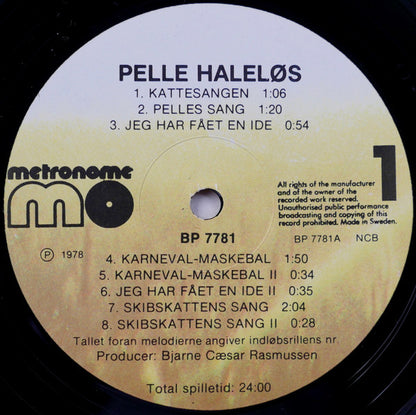 PELLE HALELØS
1. KATTESANGEN 1:06
2. PELLES SANG 1:20
3. JEG HAR FÅET EN IDE 0:54
metronome
mo
1
All rights of the manufacturer
and of the owner of the
recorded work reserved.
Unauthorised public performance
broadcasting and copying of this
record prohibited. Made in Sweden.
BP 7781
BP 7781A NCB
Ⓟ 1978
4. KARNEVAL-MASKEBAL 1:50
5. KARNEVAL-MASKEBAL II 0:34
6. JEG HAR FÅET EN IDE II 0:35
7. SKIBSKATTENS SANG 2:04
8. SKIBSKATTENS SANG II 0:28
Tallet foran melodierne angiver indløbsrillens nr.
Producer: Bjarne Cæsar Rasmussen
Total spilletid: 24:00